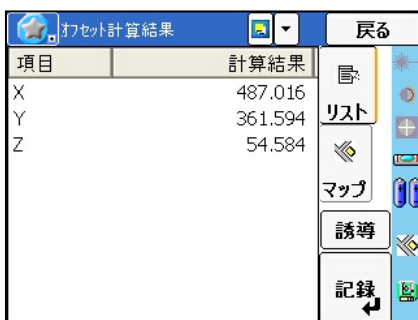 オフセット計算結果
戻る
項目 計算結果
X 487.016
Y 361.594
Z 54.584
リスト
マップ
誘導
記録